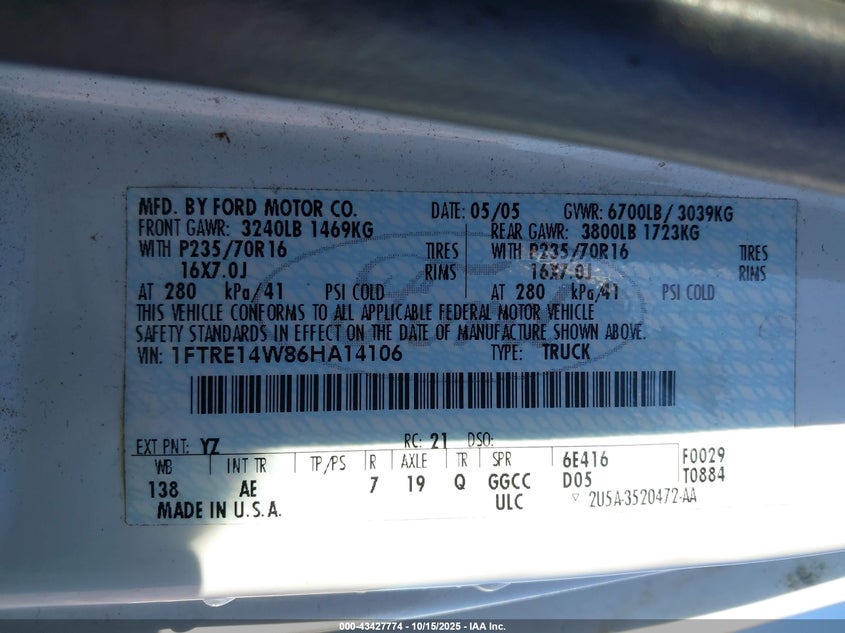 MFD. BY FORD MOTOR CO. DATE: 05/05 GVWR: 6700LB / 3039KG
FRONT GAWR: 3240LB 1469KG REAR GAWR: 3800LB 1723KG
WITH P235/70R16 TIRES WITH P235/70R16 TIRES
16X7.0J RIMS 16X7.0J RIMS
AT 280 kPa/41 PSI COLD AT 280 kPa/41 PSI COLD
THIS VEHICLE CONFORMS TO ALL APPLICABLE FEDERAL MOTOR VEHICLE
SAFETY STANDARDS IN EFFECT ON THE DATE OF MANUFACTURE SHOWN ABOVE.
VIN: 1FTRE14W86HA14106 TYPE: TRUCK
EXT PNT: YZ RC: 21 DSO:
WB INT TR TP/PS R AXLE TR SPR 6E416 F0029
138 AE 7 19 Q GGCC D05 T0884
MADE IN U.S.A. ULC ▽ 2U5A-3520472-AA
000-43427774 - 10/15/2025 - IAA Inc.